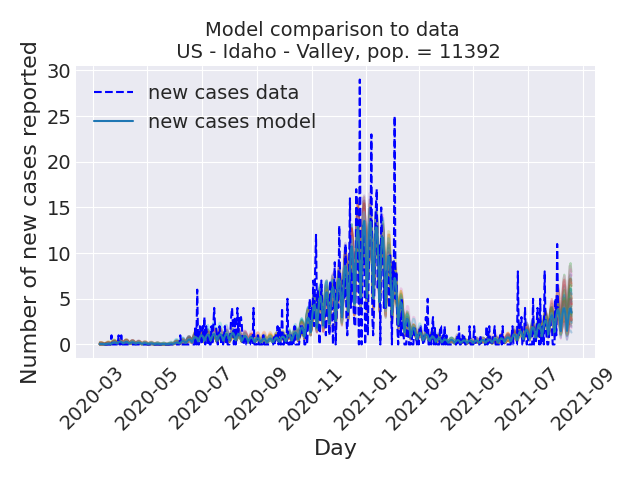 Model comparison to data
US - Idaho - Valley, pop. = 11392
Number of new cases reported
30
25
20
15
10
5
0
new cases data
new cases model
2020-03
2020-05
2020-07
2020-09
2020-11
2021-01
2021-03
2021-05
2021-07
2021-09
Day